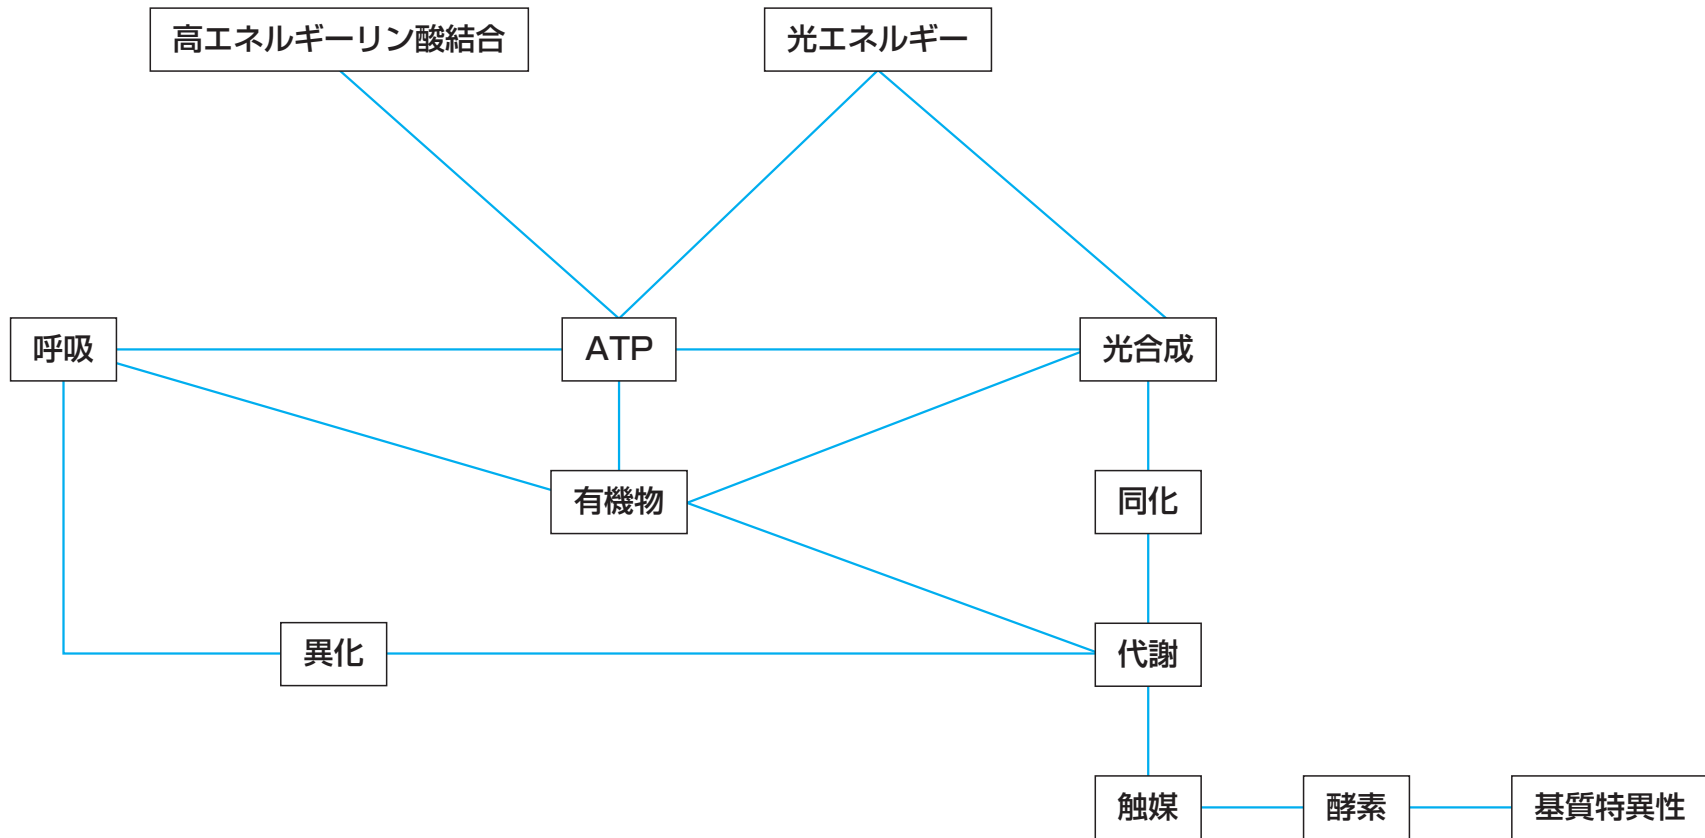 高エネルギーリン酸結合
光エネルギー
呼吸
ATP
光合成
有機物
同化
異化
代謝
触媒
酵素
基質特異性